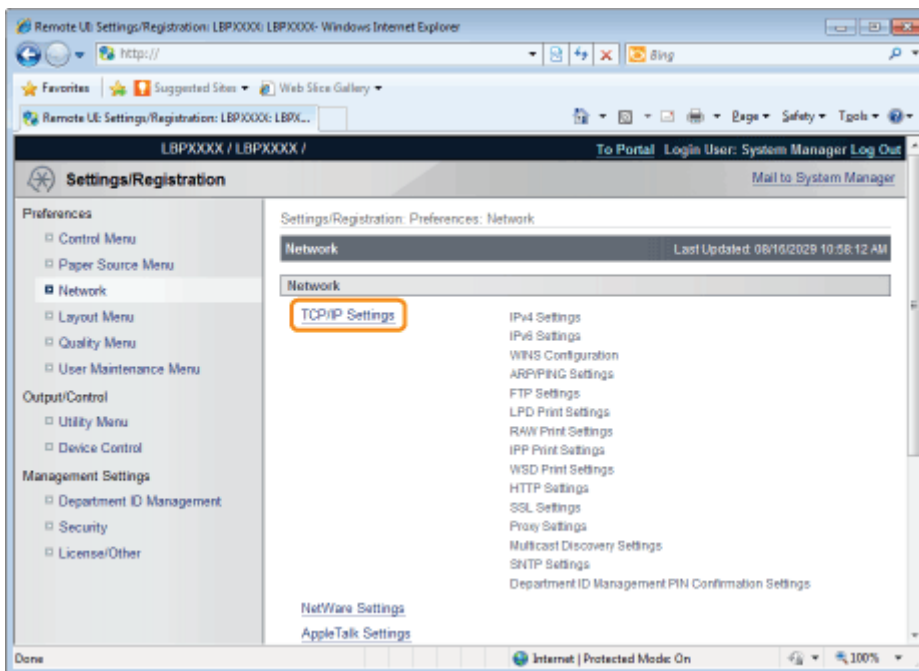 Remote UI: Settings/Registration: LBPXXXX: LBPXXXX- Windows Internet Explorer
http://
Bing
Favorites Suggested Sites Web Slice Gallery
Remote UI: Settings/Registration: LBPXXXX: LBPX... Page Safety Tools
LBPXXXX / LBPXXXX / To Portal Login User: System Manager Log Out
Settings/Registration Mail to System Manager
Preferences
Control Menu
Paper Source Menu
Network
Layout Menu
Quality Menu
User Maintenance Menu
Output/Control
Utility Menu
Device Control
Management Settings
Department ID Management
Security
License/Other
Settings/Registration: Preferences: Network
Network Last Updated: 08/16/2029 10:58:12 AM
Network
TCP/IP Settings
IPv4 Settings
IPv6 Settings
WINS Configuration
ARP/PING Settings
FTP Settings
LPD Print Settings
RAW Print Settings
IPP Print Settings
WSD Print Settings
HTTP Settings
SSL Settings
Proxy Settings
Multicast Discovery Settings
SNTP Settings
Department ID Management PIN Confirmation Settings
NetWare Settings
AppleTalk Settings
Done Internet | Protected Mode: On 100%